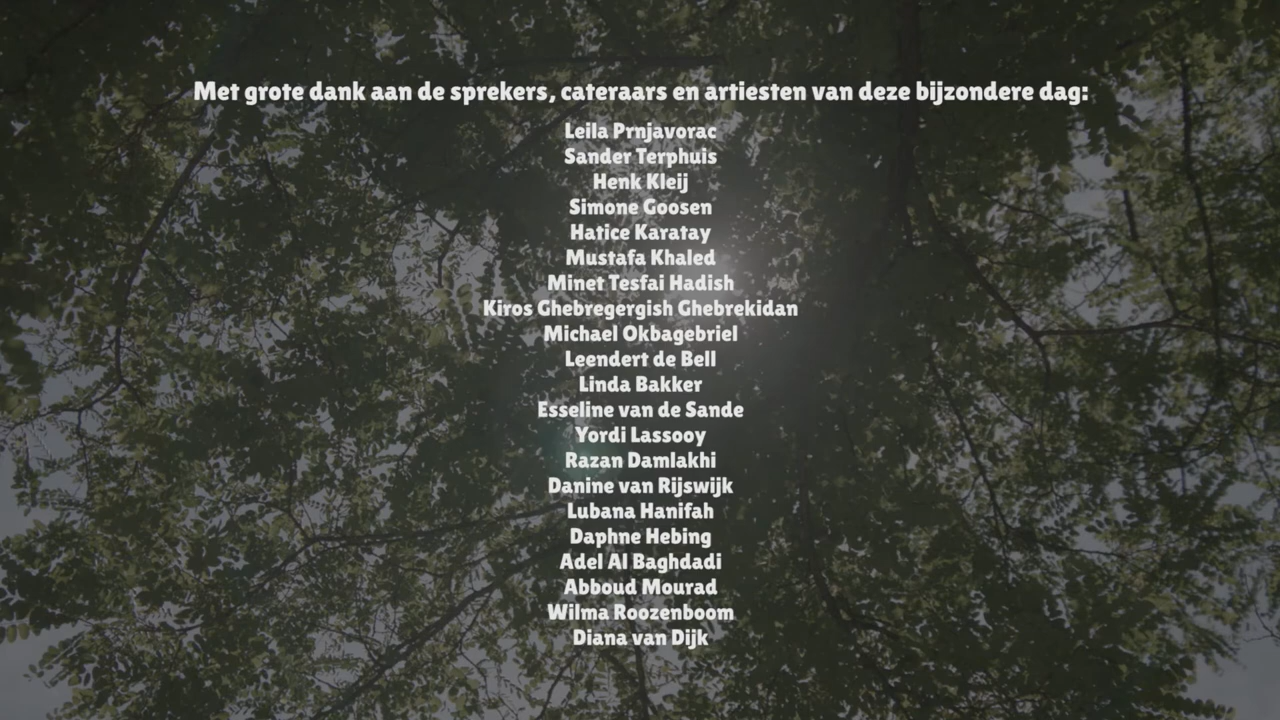 Met grote dank aan de sprekers, cateraars en artiesten van deze bijzondere dag:
Leila Prnjavorac
Sander Terphuis
Henk Kleij
Simone Goosen
Hatice Karatay
Mustafa Khaled
Minet Tesfai Hadish
Kiros Ghebregergish Ghebrekidan
Michael Okbagebriel
Leendert de Bell
Linda Bakker
Esseline van de Sande
Yordi Lassooy
Razan Damlakhi
Danine van Rijswijk
Lubana Hanifah
Daphne Hebing
Adel Al Baghdadi
Abboud Mourad
Wilma Roozenboom
Diana van Dijk